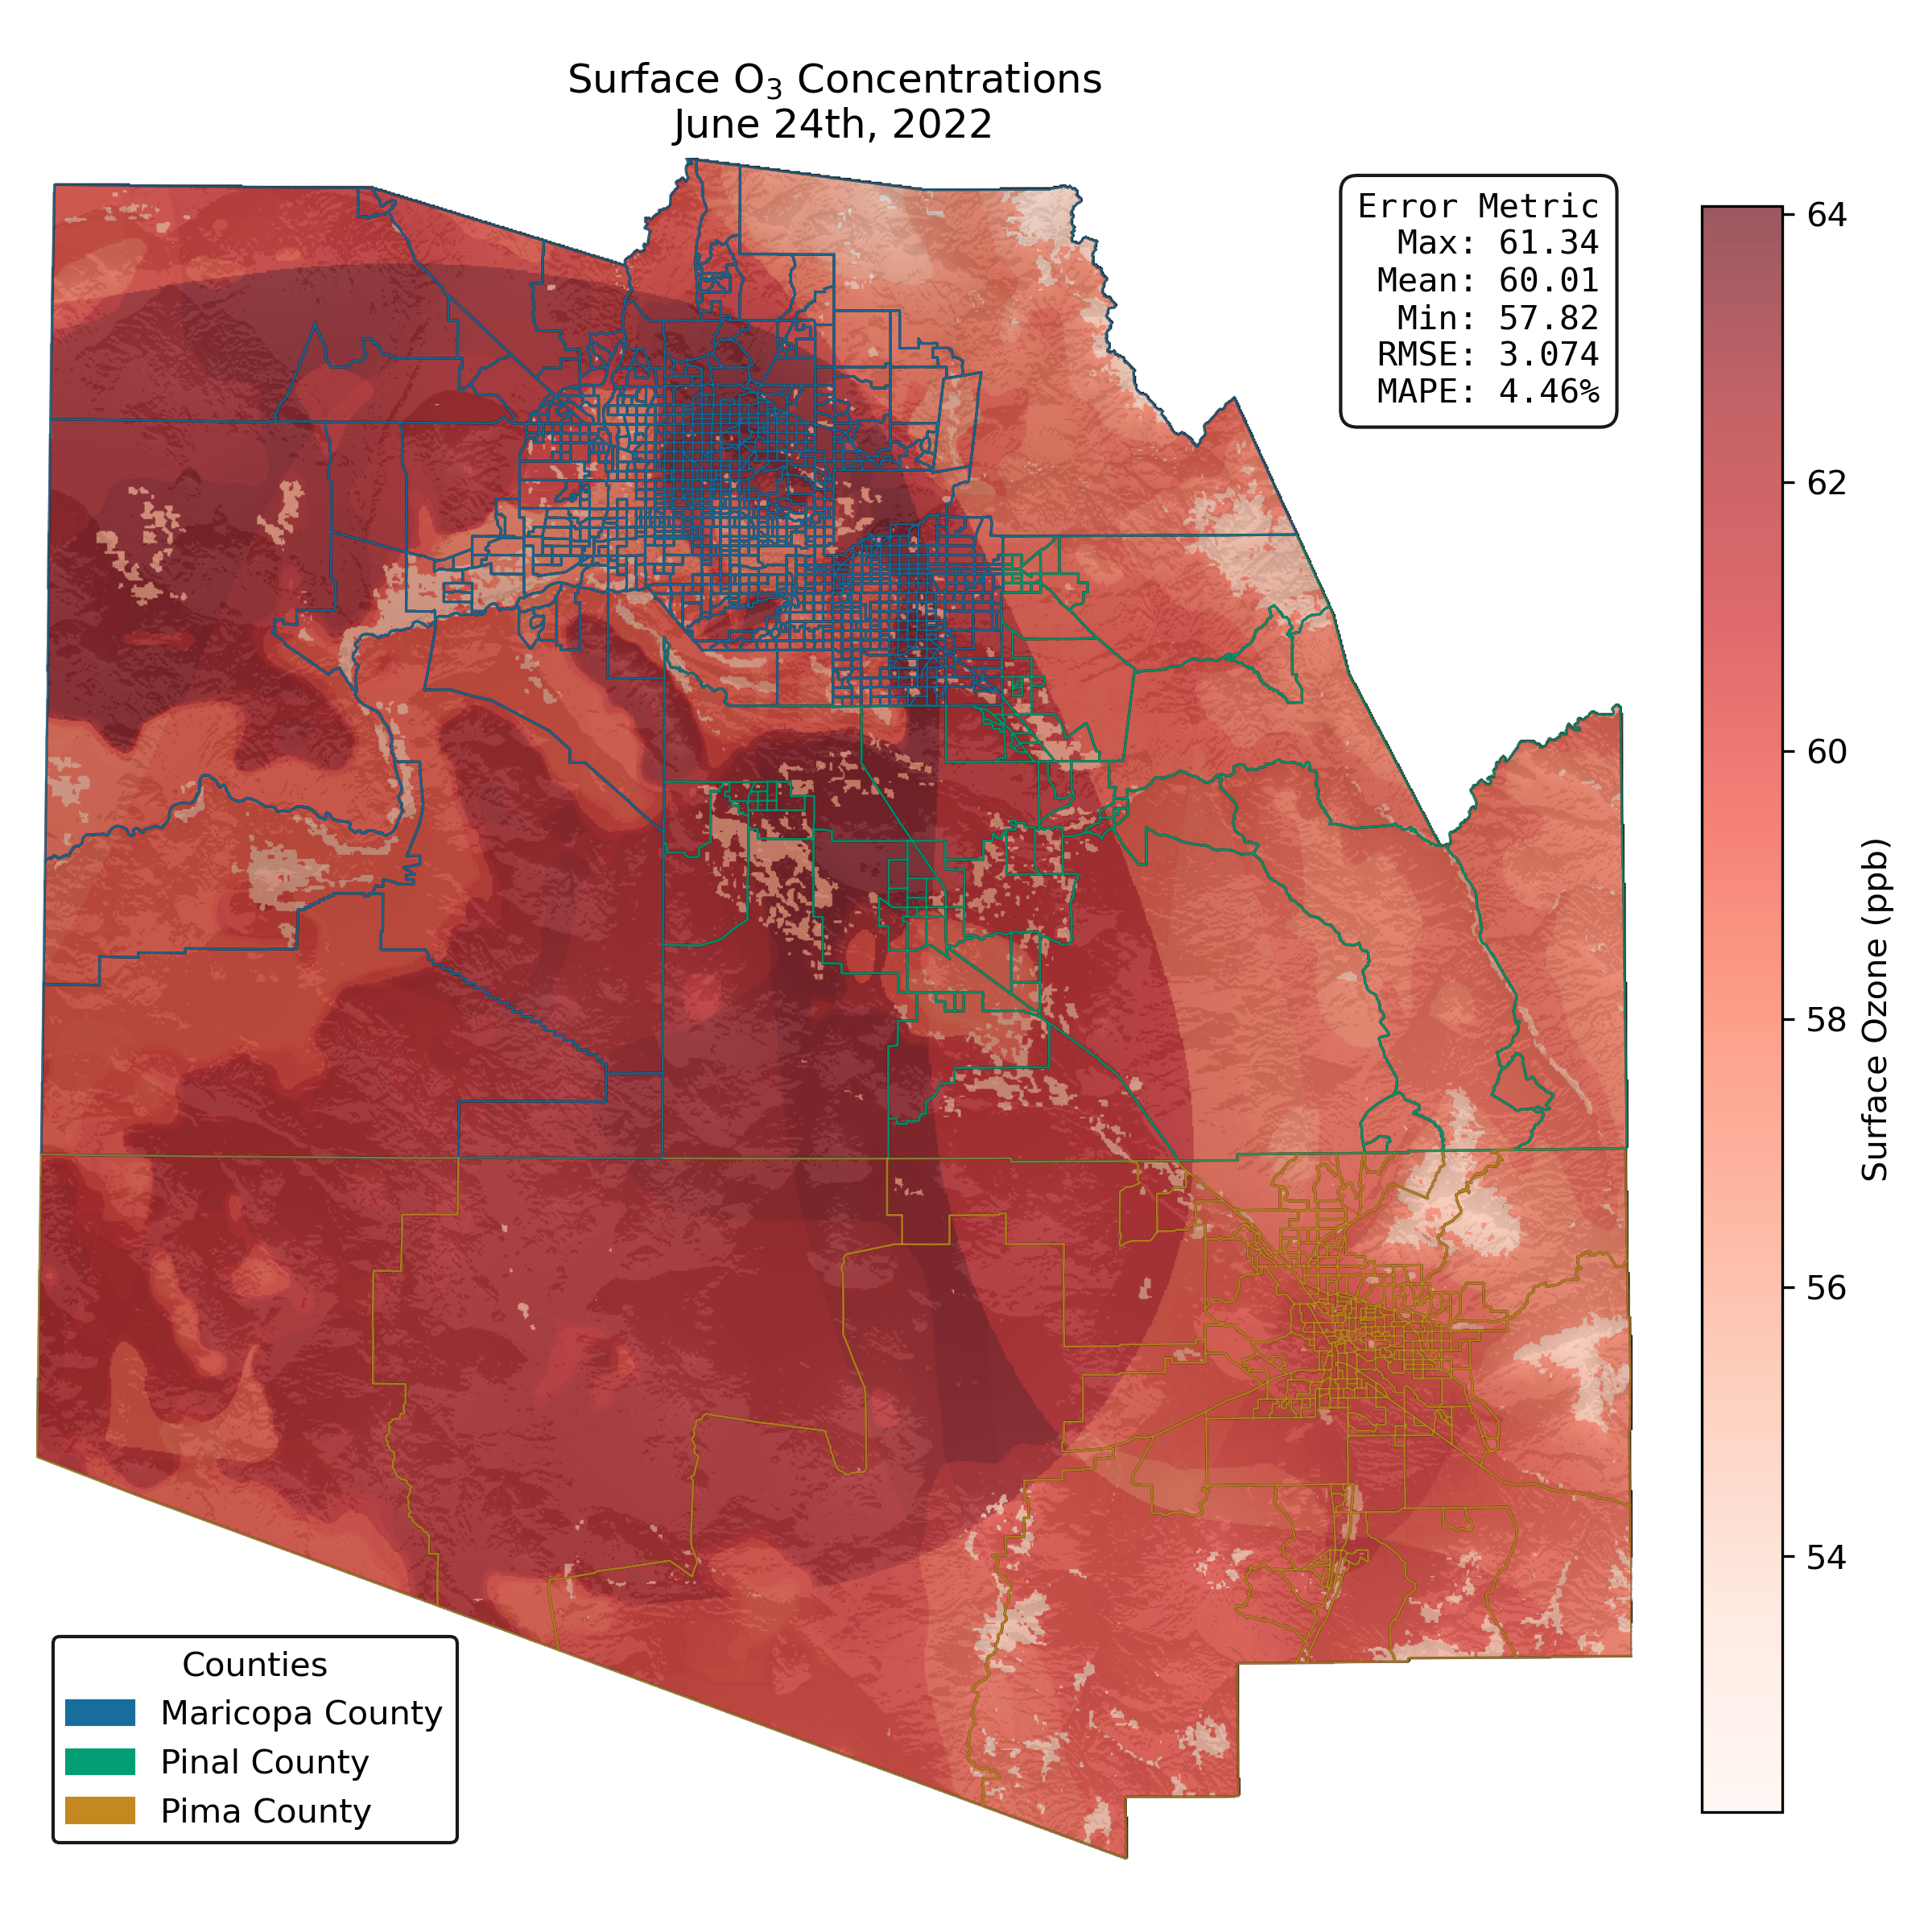 Surface O₃ Concentrations
June 24th, 2022
Error Metric
Max: 61.34
Mean: 60.01
Min: 57.82
RMSE: 3.074
MAPE: 4.46%
64
62
60
58
56
54
Surface Ozone (ppb)
Counties
Maricopa County
Pinal County
Pima County